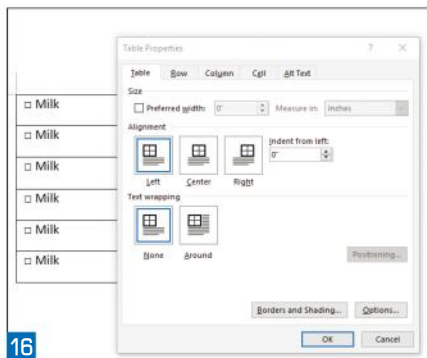 Table Properties ? ×
Table Row Column Cell Alt Text
Size
Preferred width: 0" Measure in: Inches
Alignment
Indent from left:
0"
Left Center Right
Text wrapping
None Around
Positioning...
Borders and Shading... Options...
OK Cancel
□ Milk
□ Milk
□ Milk
□ Milk
□ Milk
□ Milk
16